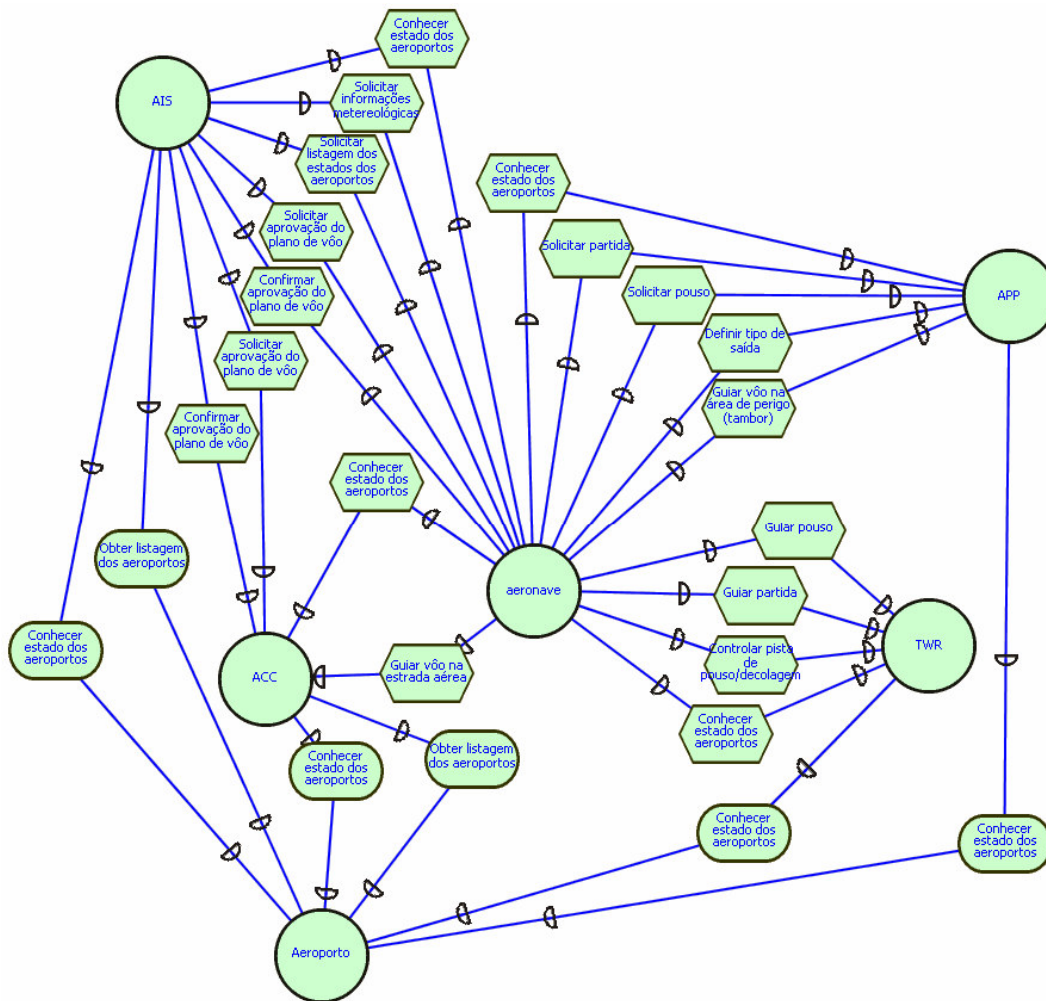 Conhecer
estado dos
aeroportos
AIS
Solicitar
informações
metereológicas
Solicitar
listagem dos
estados dos
aeroportos
Conhecer
estado dos
aeroportos
Solicitar
aprovação do
plano de vôo
Solicitar partida
Confirmar
aprovação do
plano de vôo
Solicitar pouso
APP
Solicitar
aprovação do
plano de vôo
Definir tipo de
saída
Guiar vôo na
área de perigo
(tambor)
Confirmar
aprovação do
plano de vôo
Conhecer
estado dos
aeroportos
Guiar pouso
Obter listagem
dos aeroportos
aeronave
Guiar partida
Conhecer
estado dos
aeroportos
TWR
Controlar pista
de
pouso/decolagem
ACC
Guiar vôo na
estrada aérea
Conhecer
estado dos
aeroportos
Obter listagem
dos aeroportos
Conhecer
estado dos
aeroportos
Conhecer
estado dos
aeroportos
Conhecer
estado dos
aeroportos
Aeroporto